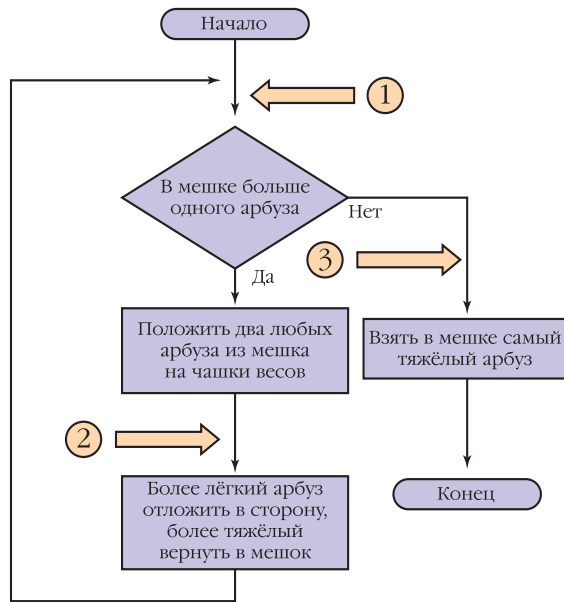 Начало
1
В мешке больше
одного арбуза
Нет
3
Да
Положить два любых
арбуза из мешка
на чашки весов
Взять в мешке самый
тяжёлый арбуз
2
Более лёгкий арбуз
отложить в сторону,
более тяжёлый
вернуть в мешок
Конец